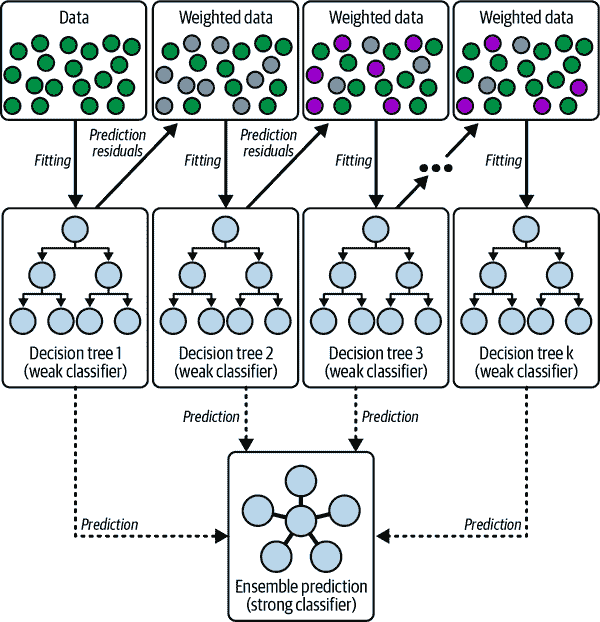 Data
Weighted data
Weighted data
Weighted data
Fitting
Prediction
residuals
Fitting
Prediction
residuals
Fitting
Fitting
Decision tree 1
(weak classifier)
Decision tree 2
(weak classifier)
Decision tree 3
(weak classifier)
Decision tree k
(weak classifier)
Prediction
Prediction
Prediction
Prediction
Ensemble prediction
(strong classifier)